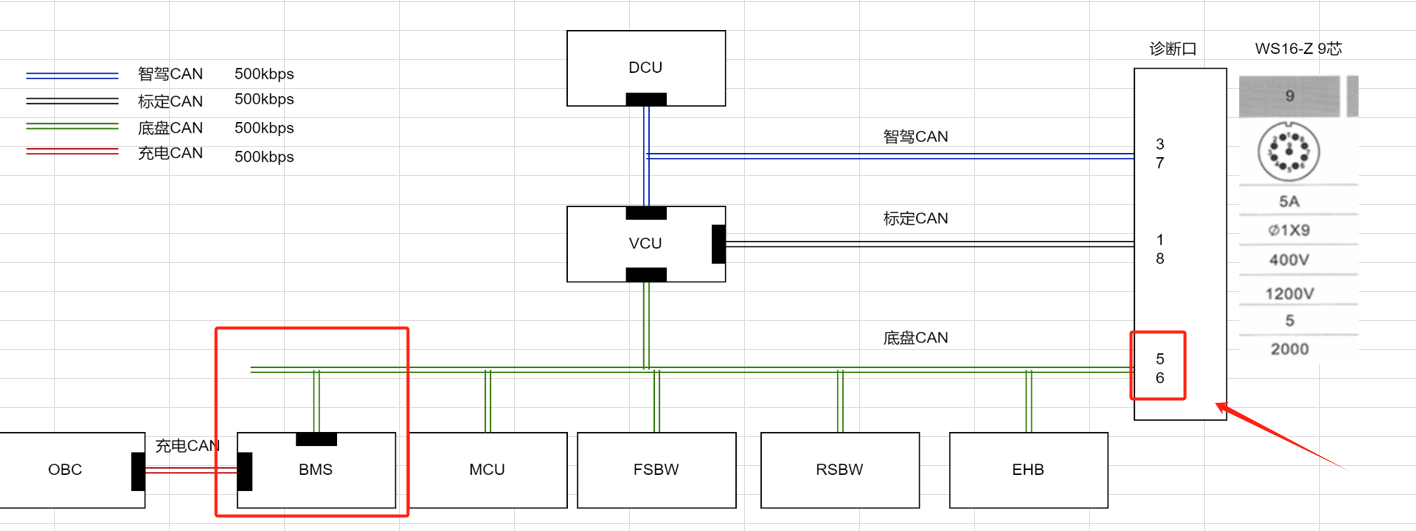 诊断口 WS16-Z 9芯
智驾CAN 500kbps
标定CAN 500kbps
底盘CAN 500kbps
充电CAN 500kbps
DCU
9
智驾CAN
3
7
5A
标定CAN
Ø1X9
VCU
1
8
400V
1200V
5
2000
底盘CAN
5
6
充电CAN
OBC
BMS
MCU
FSBW
RSBW
EHB